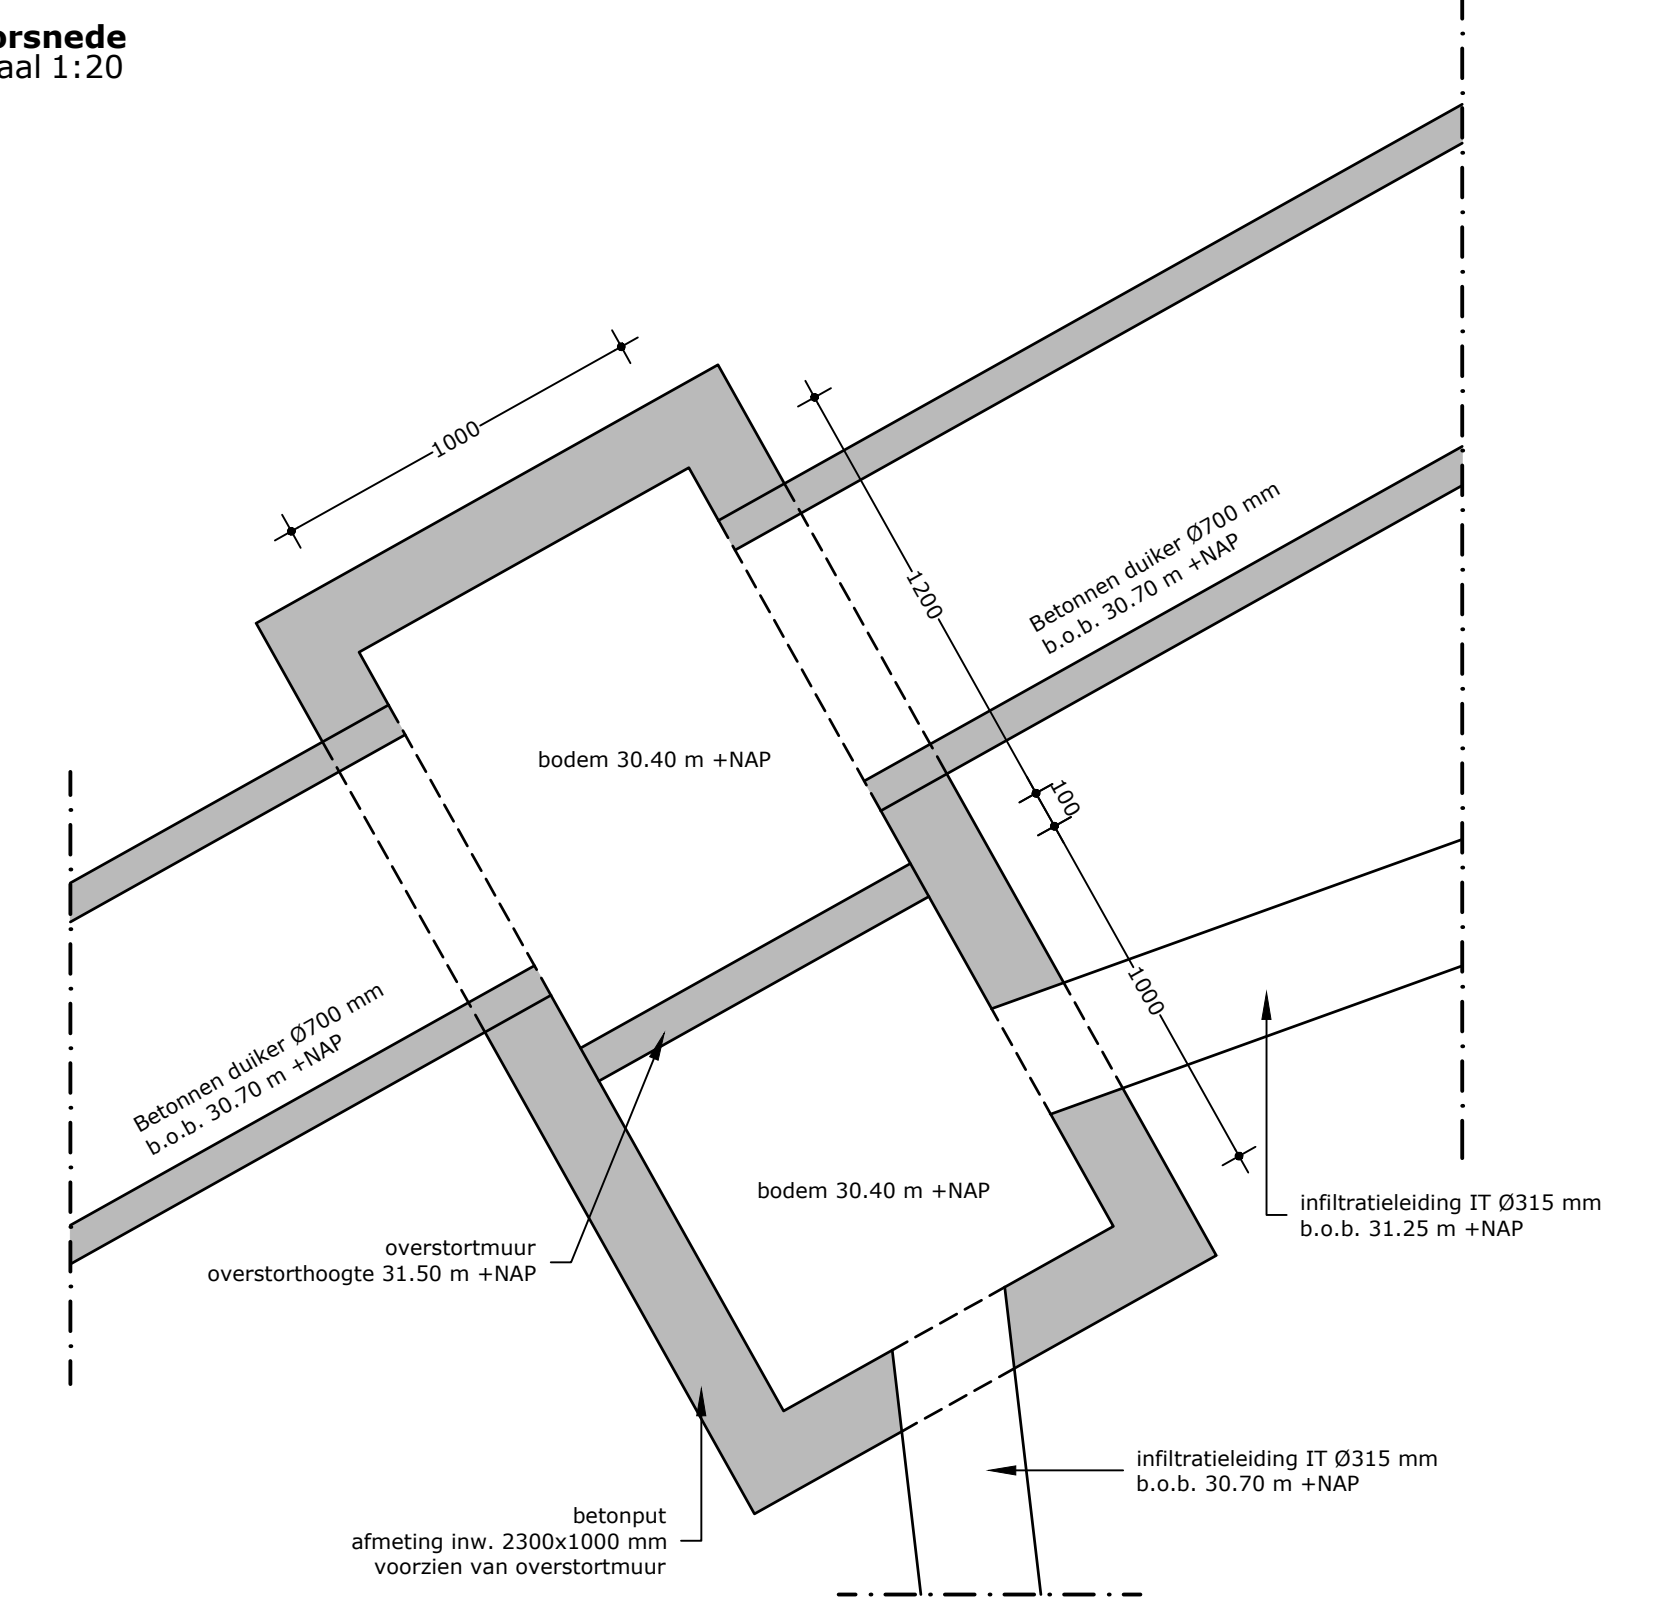 orsnede
aal 1:20
1000
1200
Betonnen duiker Ø700 mm
b.o.b. 30.70 m +NAP
bodem 30.40 m +NAP
100
1000
Betonnen duiker Ø700 mm
b.o.b. 30.70 m +NAP
bodem 30.40 m +NAP
infiltratieleiding IT Ø315 mm
b.o.b. 31.25 m +NAP
overstortmuur
overstorthoogte 31.50 m +NAP
infiltratieleiding IT Ø315 mm
b.o.b. 30.70 m +NAP
betonput
afmeting inw. 2300x1000 mm
voorzien van overstortmuur